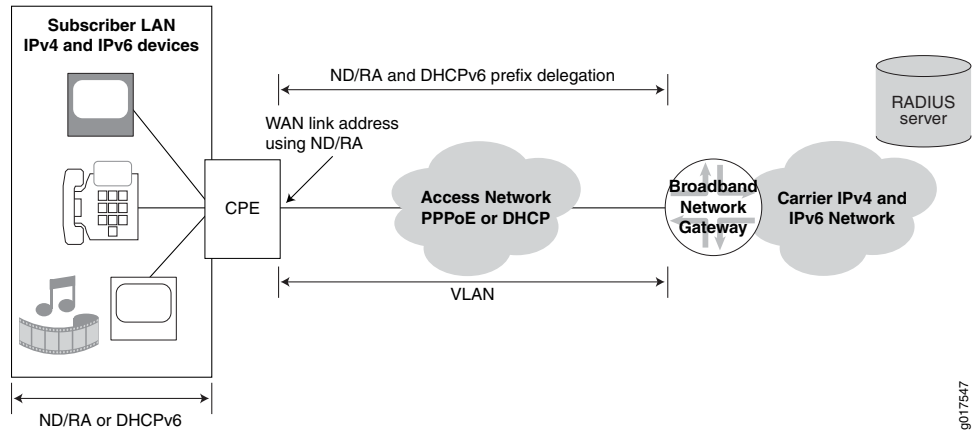 Subscriber LAN
IPv4 and IPv6 devices
ND/RA and DHCPv6 prefix delegation
RADIUS
server
WAN link address
using ND/RA
CPE
Access Network
PPPoE or DHCP
Broadband
Network
Gateway
Carrier IPv4 and
IPv6 Network
VLAN
ND/RA or DHCPv6
g017547